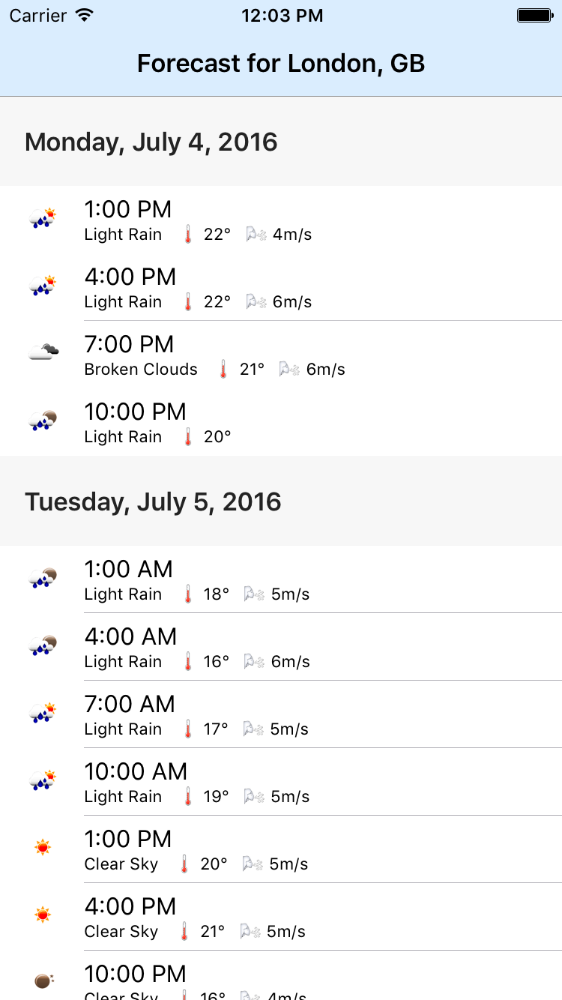 Carrier 12:03 PM
Forecast for London, GB
Monday, July 4, 2016
1:00 PM
Light Rain 22° 4m/s
4:00 PM
Light Rain 22° 6m/s
7:00 PM
Broken Clouds 21° 6m/s
10:00 PM
Light Rain 20°
Tuesday, July 5, 2016
1:00 AM
Light Rain 18° 5m/s
4:00 AM
Light Rain 16° 6m/s
7:00 AM
Light Rain 17° 5m/s
10:00 AM
Light Rain 19° 5m/s
1:00 PM
Clear Sky 20° 5m/s
4:00 PM
Clear Sky 21° 5m/s
10:00 PM
Clear Sky 16° 4m/s